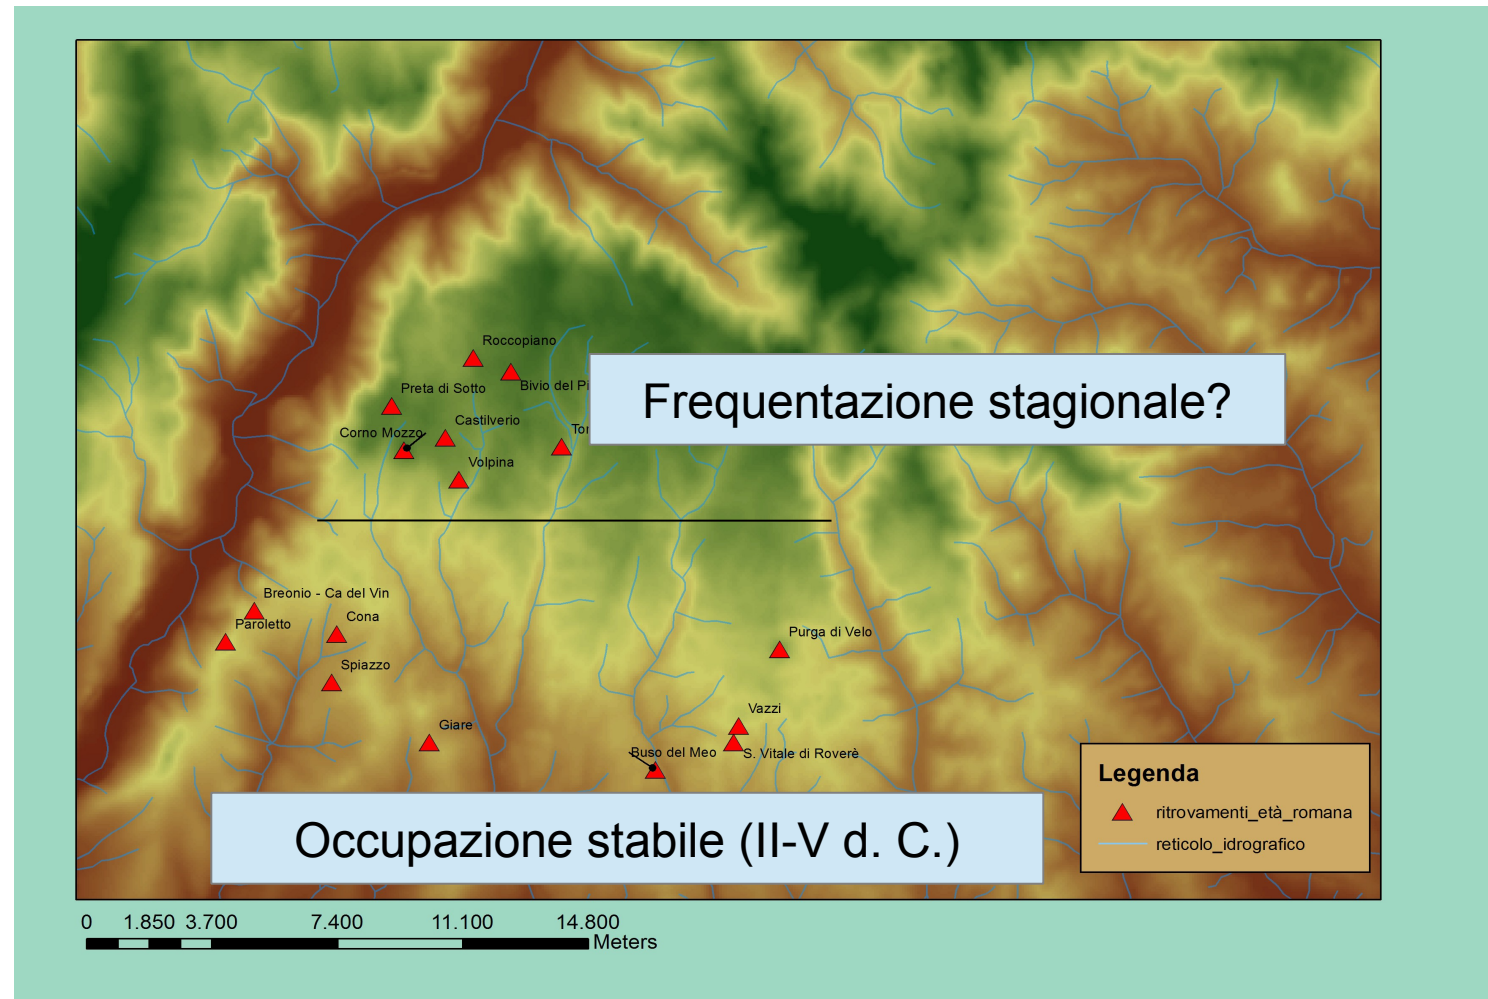 Roccopiano
Bivio del Pi
Preta di Sotto
Frequentazione stagionale?
Castilverio
Corno Mozzo
Tor
Volpina
Breonio - Ca del Vin
Cona
Paroletto
Purga di Velo
Spiazzo
Vazzi
Giare
Buso del Meo
S. Vitale di Roverè
Legenda
ritrovamenti_età_romana
reticolo_idrografico
Occupazione stabile (II-V d. C.)
0 1.850 3.700 7.400 11.100 14.800
Meters